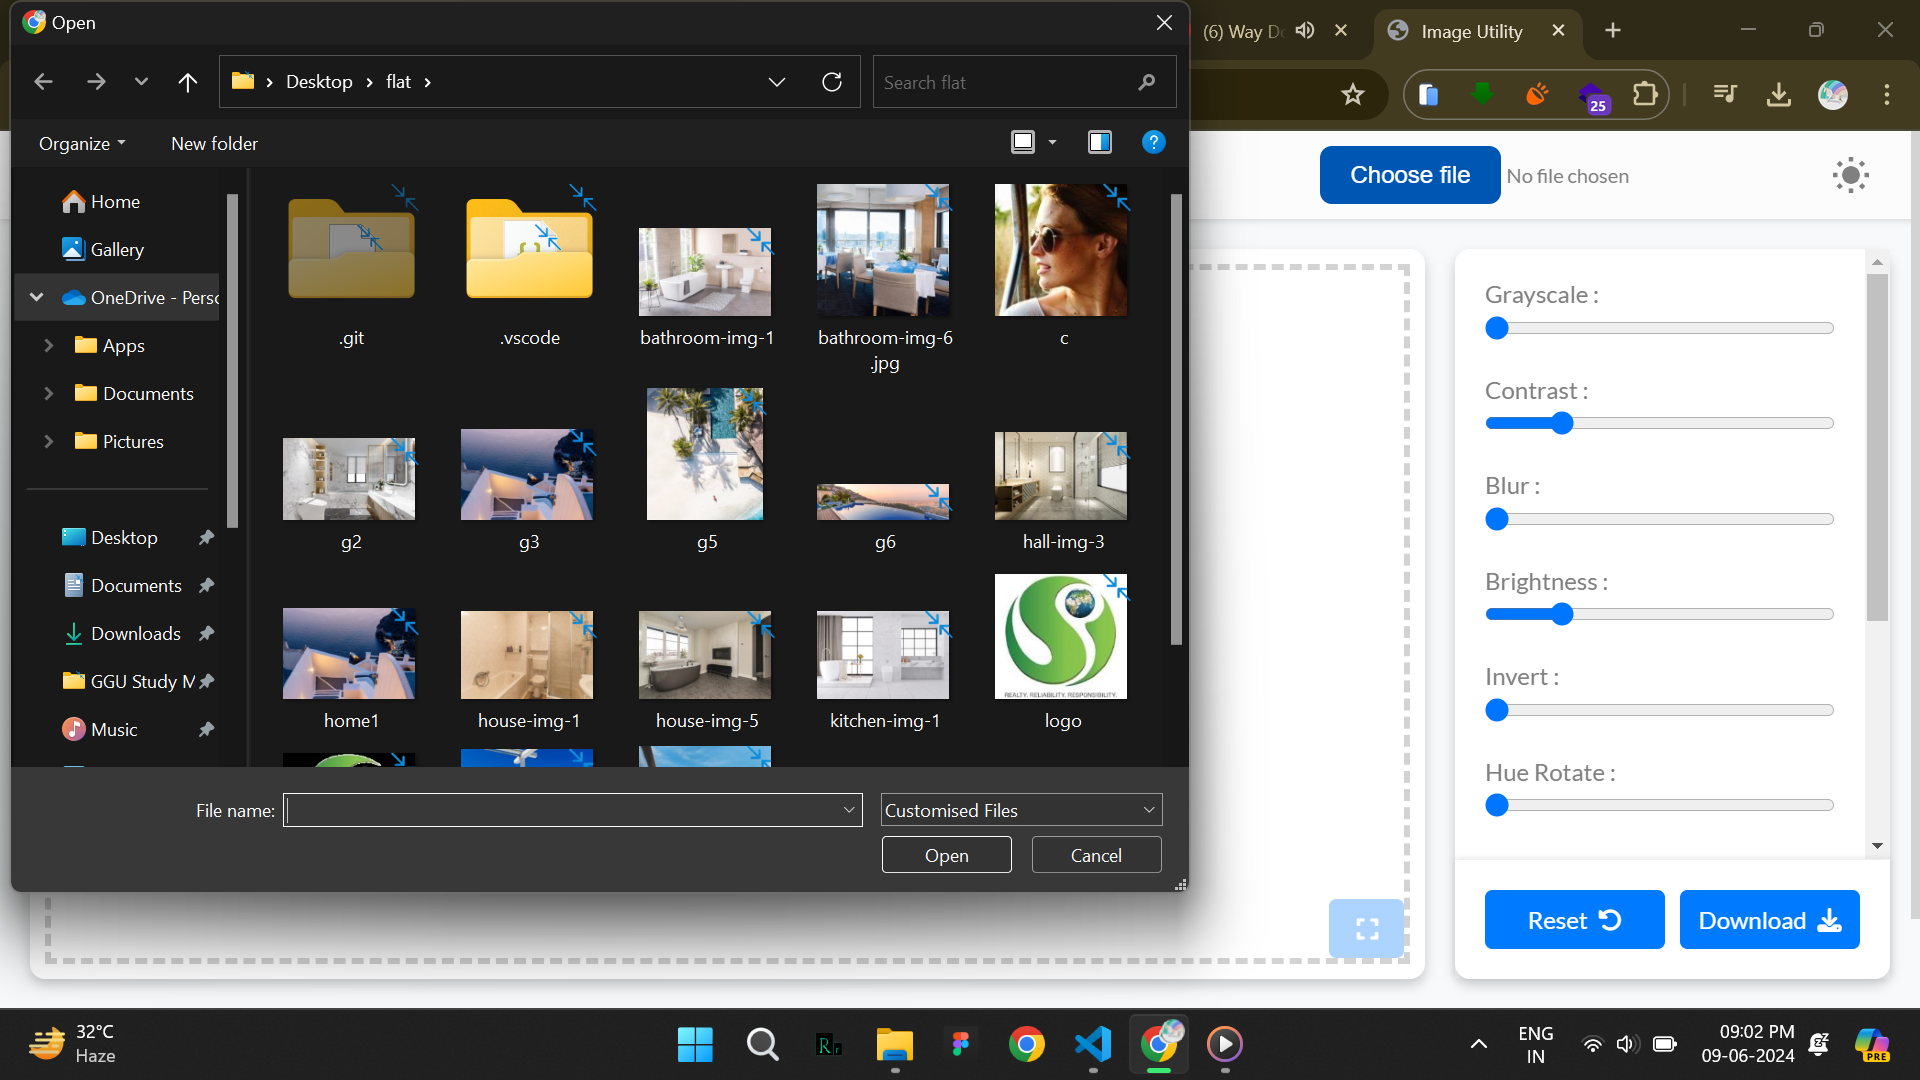 Open
Desktop
flat
Search flat
Organize
New folder
Home
Gallery
OneDrive - Perso
Apps
Documents
Pictures
Desktop
Documents
Downloads
GGU Study M
Music
.git
.vscode
bathroom-img-1
bathroom-img-6
.jpg
c
g2
g3
g5
g6
hall-img-3
home1
house-img-1
house-img-5
kitchen-img-1
REALTY. RELIABILITY. RESPONSIBILITY.
logo
File name:
Customised Files
Open
Cancel
(6) Way Do
Image Utility
25
Choose file
No file chosen
Grayscale :
Contrast :
Blur :
Brightness :
Invert :
Hue Rotate :
Reset
Download
32°C
Haze
Rr
ENG
IN
09:02 PM
09-06-2024
PRE